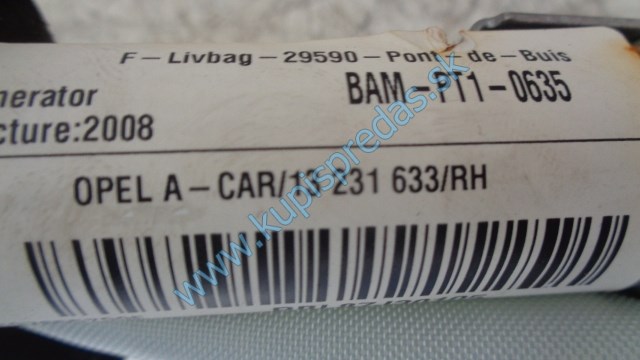 F – Livbag – 29590 – Pont – de – Buis
nerator
BAM – PT1 – 0635
cture:2008
OPEL A – CAR/13 231 633/RH
www.kupispredas.sk